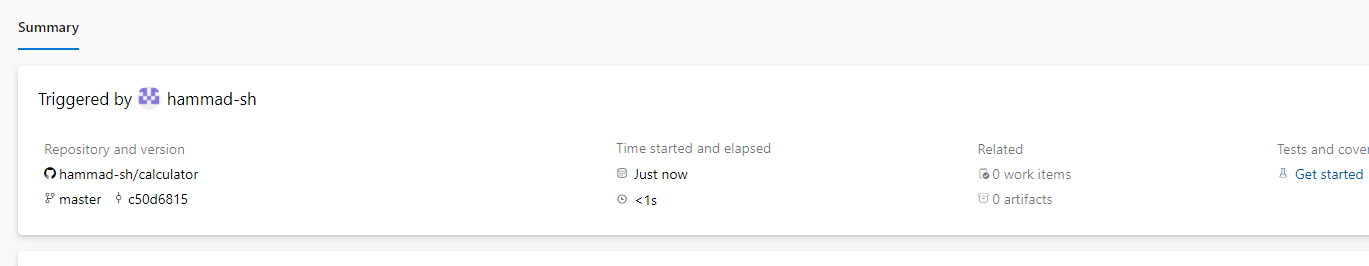 Summary
Triggered by hammad-sh
Repository and version
hammad-sh/calculator
master c50d6815
Time started and elapsed
Just now
<1s
Related
0 work items
0 artifacts
Tests and cover
Get started